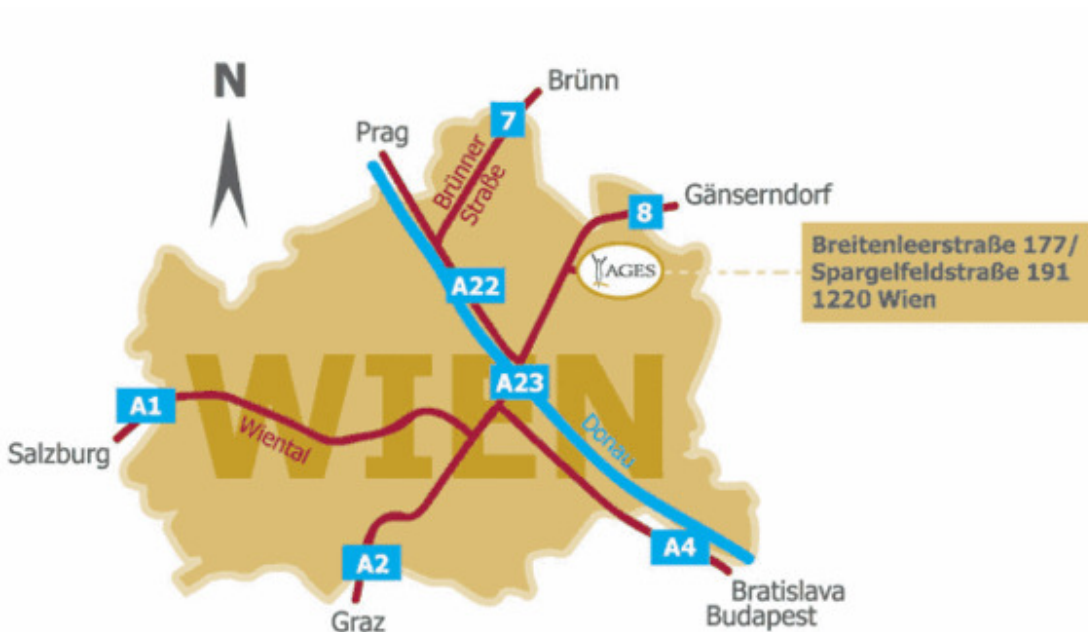 N
Brünn
7
Prag
Brünner
Straße
8
Gänserndorf
AGES
Breitenleerstraße 177/
Spargelfeldstraße 191
1220 Wien
A22
WIEN
A23
A1
Salzburg
Wiental
Donau
A2
Graz
A4
Bratislava
Budapest